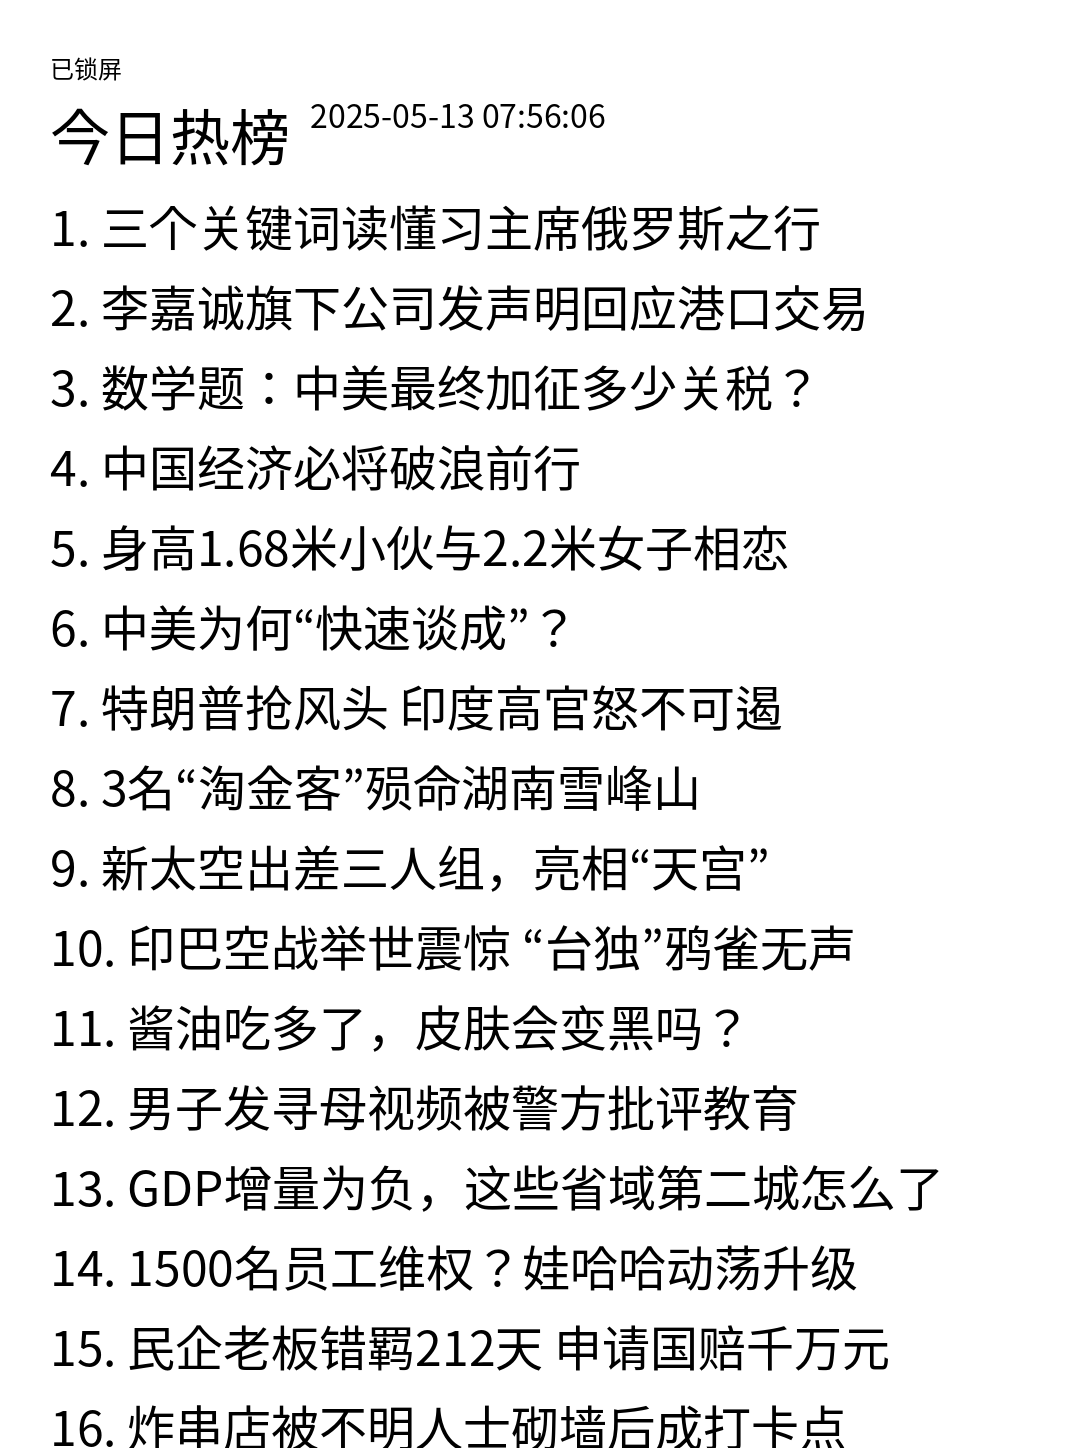 已锁屏
今日热榜 2025-05-13 07:56:06
1. 三个关键词读懂习主席俄罗斯之行
2. 李嘉诚旗下公司发声明回应港口交易
3. 数学题：中美最终加征多少关税？
4. 中国经济必将破浪前行
5. 身高1.68米小伙与2.2米女子相恋
6. 中美为何“快速谈成”？
7. 特朗普抢风头 印度高官怒不可遏
8. 3名“淘金客”殒命湖南雪峰山
9. 新太空出差三人组，亮相“天宫”
10. 印巴空战举世震惊 “台独”鸦雀无声
11. 酱油吃多了，皮肤会变黑吗？
12. 男子发寻母视频被警方批评教育
13. GDP增量为负，这些省域第二城怎么了
14. 1500名员工维权？娃哈哈动荡升级
15. 民企老板错羁212天 申请国赔千万元
16. 炸串店被不明人士砌墙后成打卡点